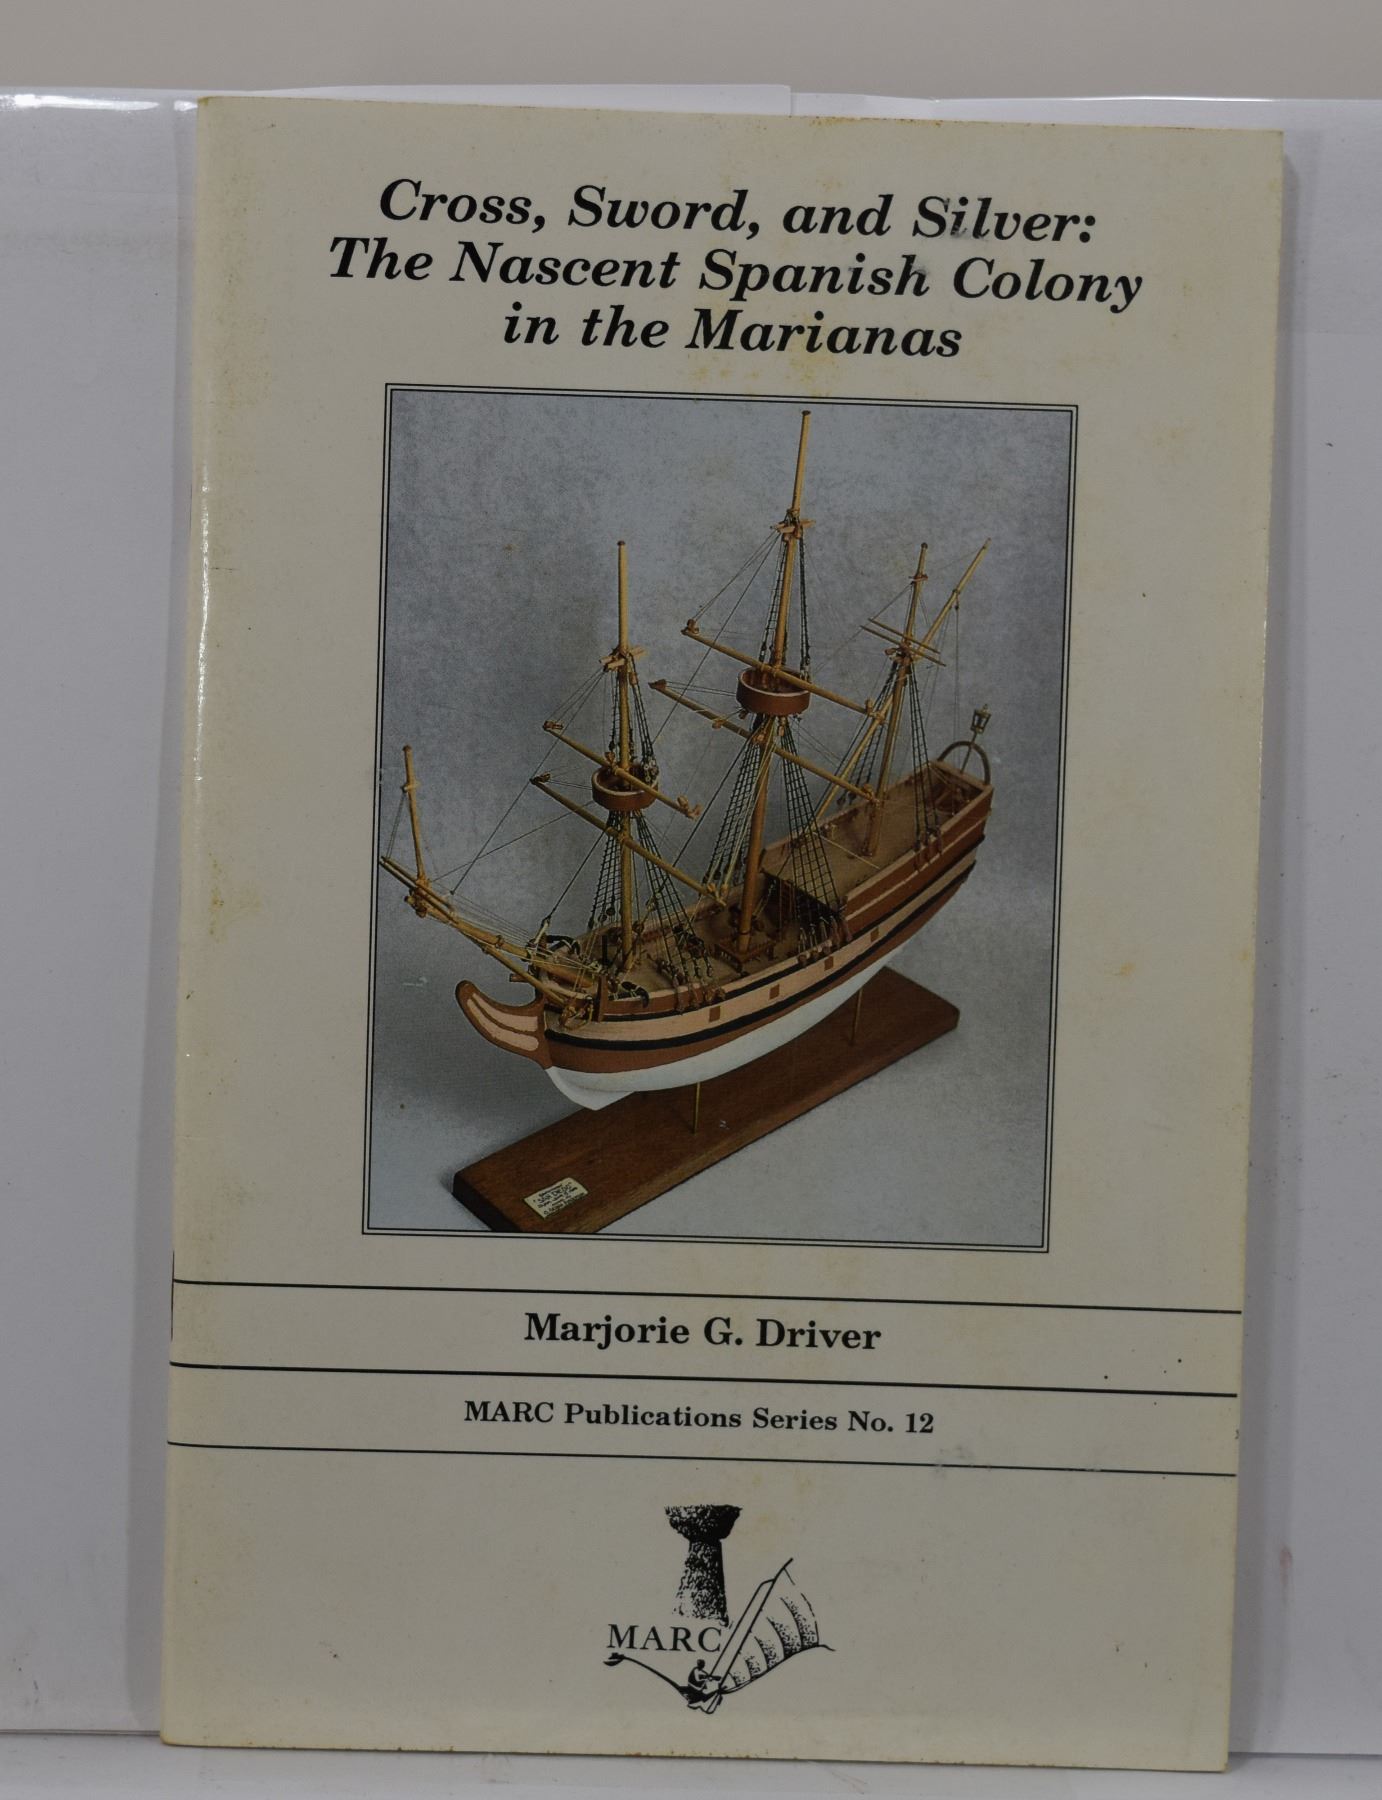 Cross, Sword, and Silver:
The Nascent Spanish Colony
in the Marianas
Marjorie G. Driver
MARC Publications Series No. 12
MARC